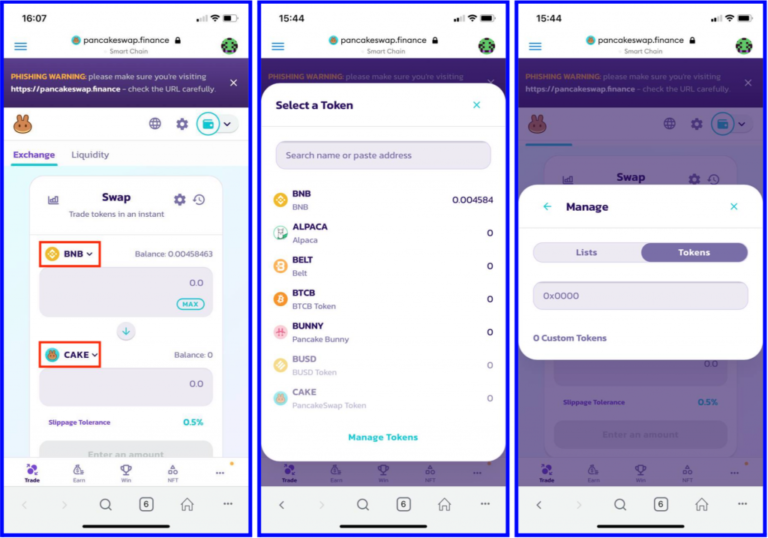 16:07
pancakeswap.finance
Smart Chain
PHISHING WARNING: please make sure you're visiting
https://pancakeswap.finance - check the URL carefully.
Exchange Liquidity
Swap
Trade tokens in an instant
BNB Balance: 0.00458463
0.0
MAX
CAKE Balance: 0
0.0
Slippage Tolerance 0.5%
Enter an amount
Trade Earn Win NFT
6
15:44
pancakeswap.finance
Smart Chain
PHISHING WARNING: please make sure you're visiting
Select a Token
Search name or paste address
BNB
BNB
0.004584
ALPACA
Alpaca
0
BELT
Belt
0
BTCB
BTCB Token
0
BUNNY
Pancake Bunny
0
BUSD
BUSD Token
0
CAKE
PancakeSwap Token
0
Manage Tokens
Trade Earn Win NFT
6
15:44
pancakeswap.finance
Smart Chain
PHISHING WARNING: please make sure you're visiting
https://pancakeswap.finance - check the URL carefully.
Swap
Manage
Lists Tokens
0x0000
0 Custom Tokens
0.0
Slippage Tolerance 0.5%
Enter an amount
Trade Earn Win NFT
6